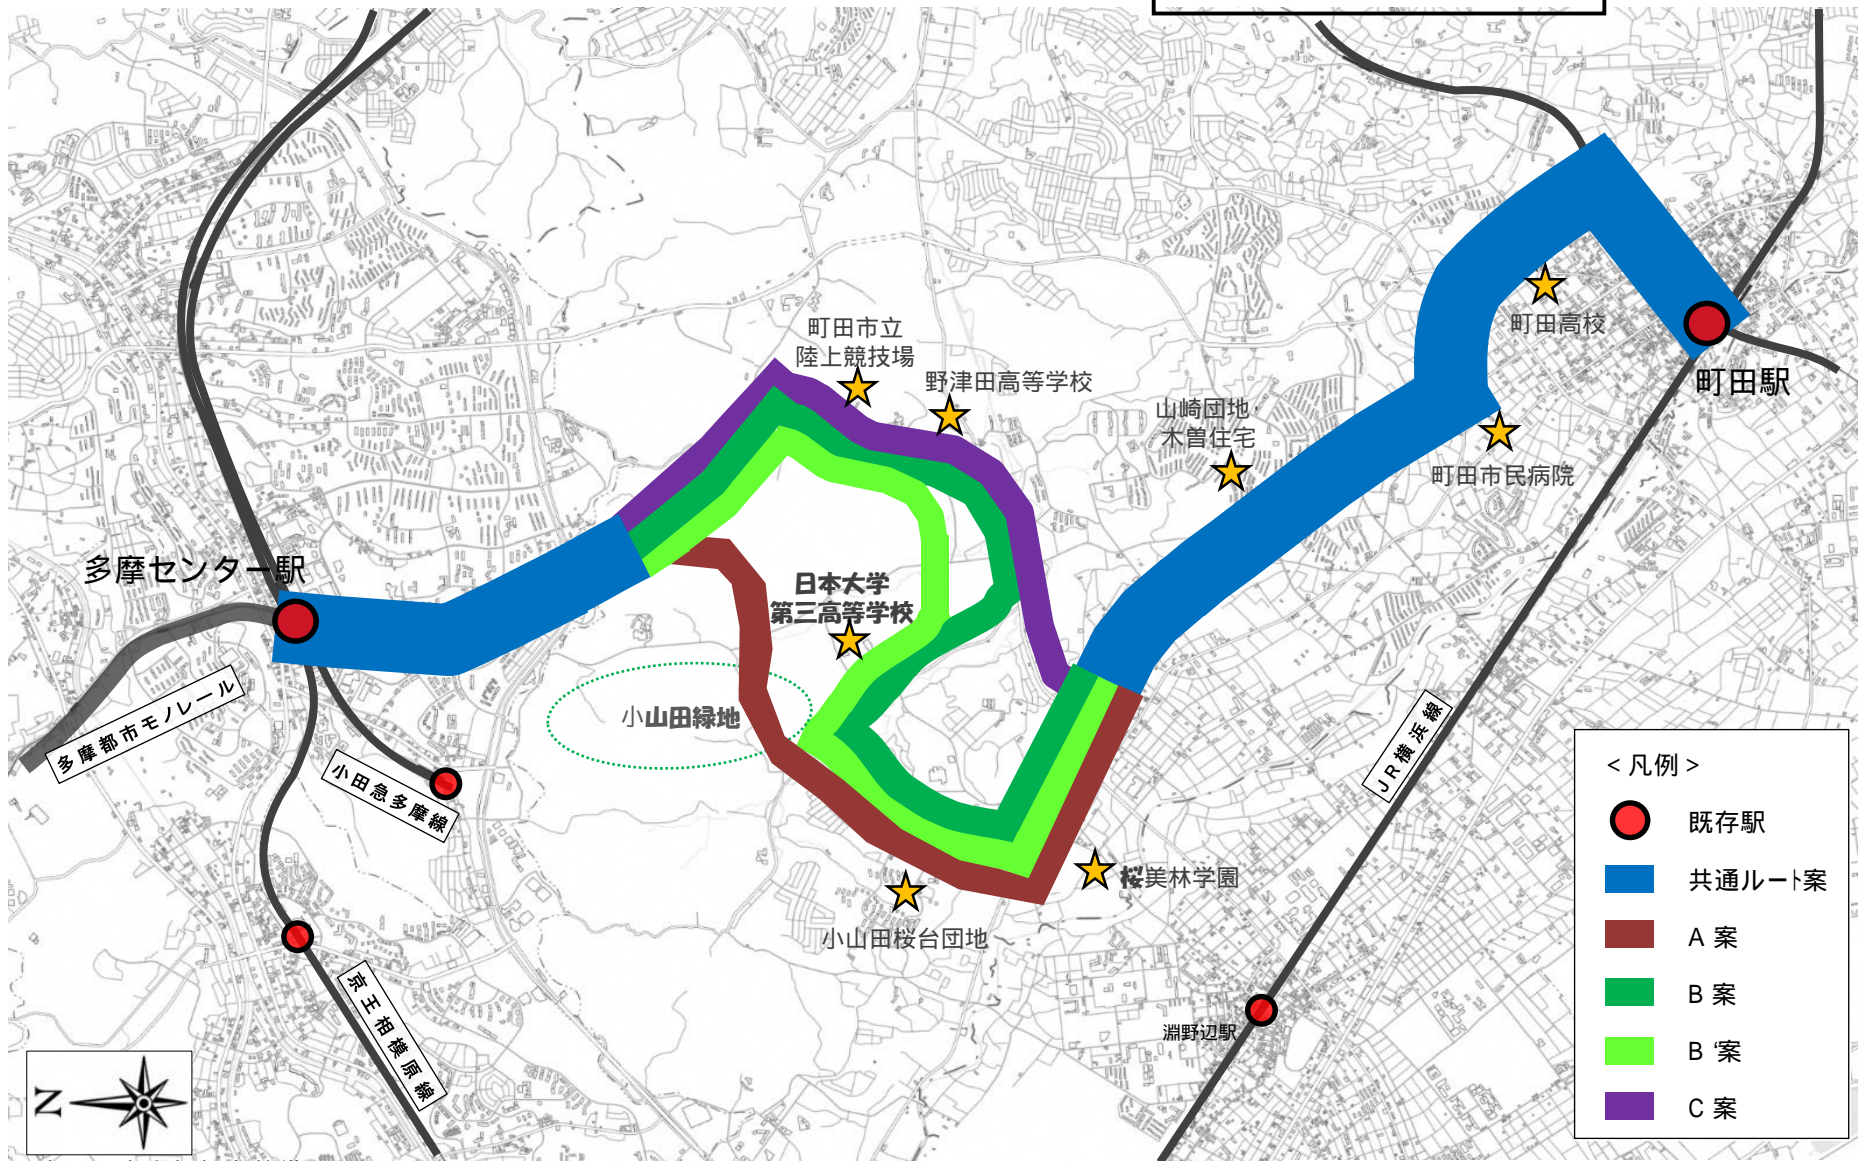 町田市立
陸上競技場
野津田高等学校
山崎団地・
木曽住宅
町田高校
町田駅
町田市民病院
多摩センター駅
日本大学
第三高等学校
小山田緑地
多摩都市モノレール
小田急多摩線
京王相模原線
JR横浜線
桜美林学園
小山田桜台団地
淵野辺駅
N
<凡例>
既存駅
共通ルート案
A 案
B 案
B '案
C 案